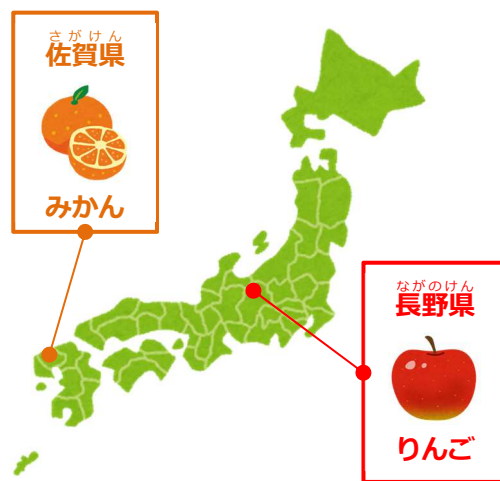 さがけん
佐賀県
みかん
ながのけん
長野県
りんご